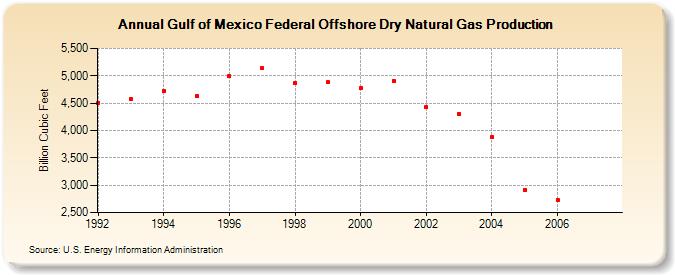 Annual Gulf of Mexico Federal Offshore Dry Natural Gas Production
Billion Cubic Feet
5,500
5,000
4,500
4,000
3,500
3,000
2,500
1992 1994 1996 1998 2000 2002 2004 2006
Source: U.S. Energy Information Administration